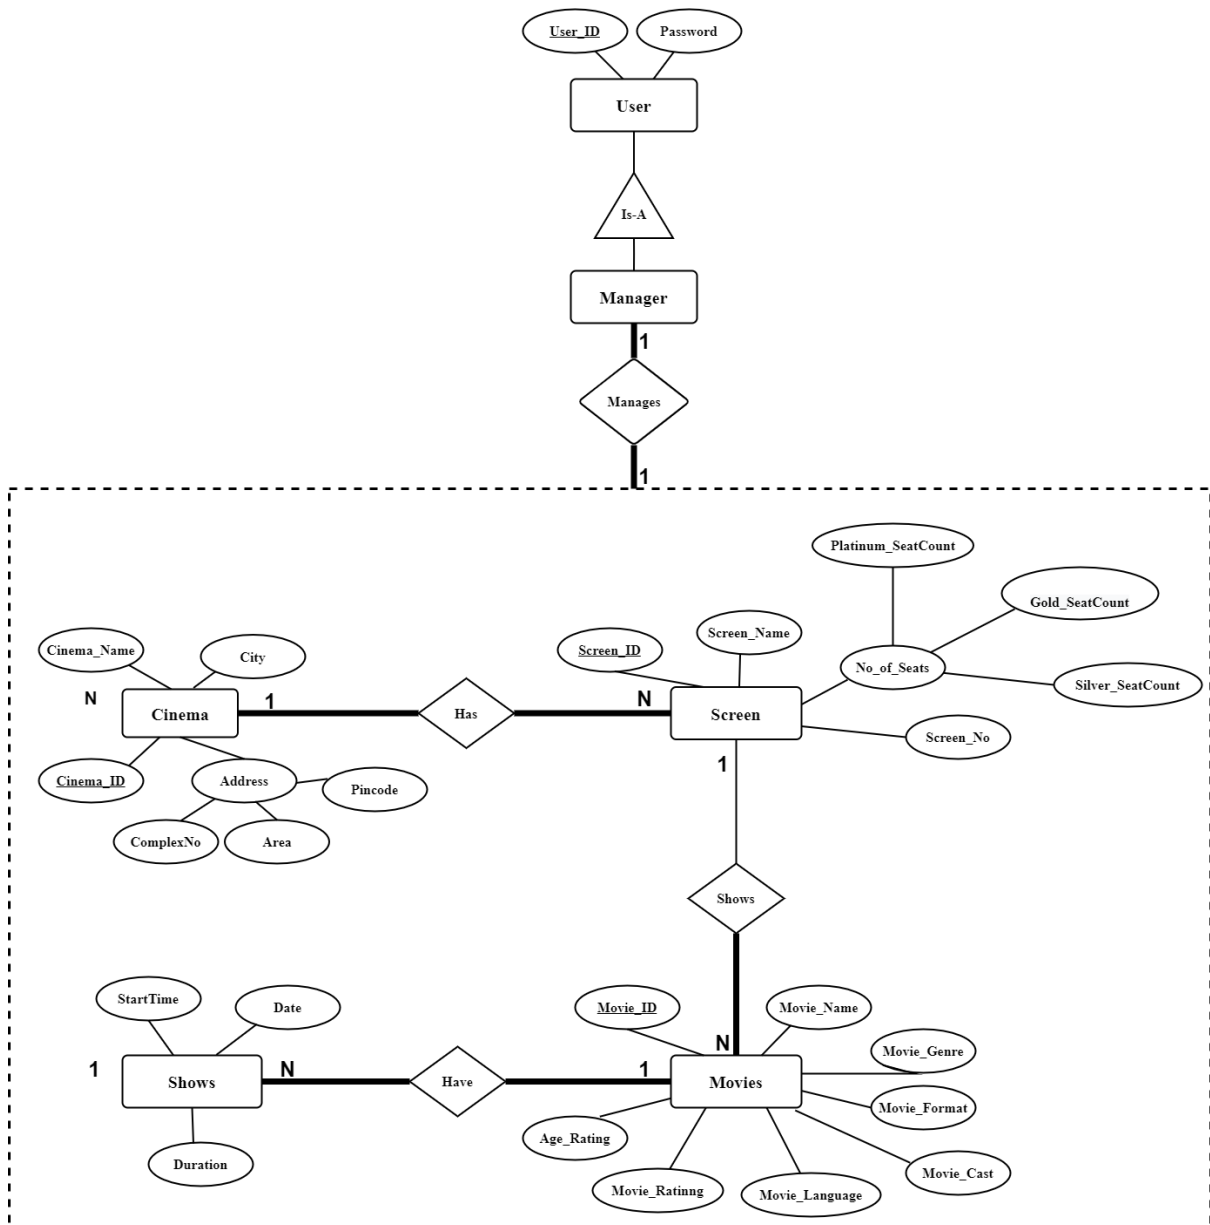 User_ID
Password
User
Is-A
Manager
1
Manages
1
Platinum_SeatCount
Gold_SeatCount
Cinema_Name
City
Screen_ID
Screen_Name
No_of_Seats
Silver_SeatCount
N
Cinema
1
Has
N
Screen
Screen_No
Cinema_ID
Address
Pincode
1
ComplexNo
Area
Shows
StartTime
Date
Movie_ID
Movie_Name
Movie_Genre
N
1
Shows
N
Have
1
Movies
Movie_Format
Age_Rating
Duration
Movie_Cast
Movie_Ratinng
Movie_Language